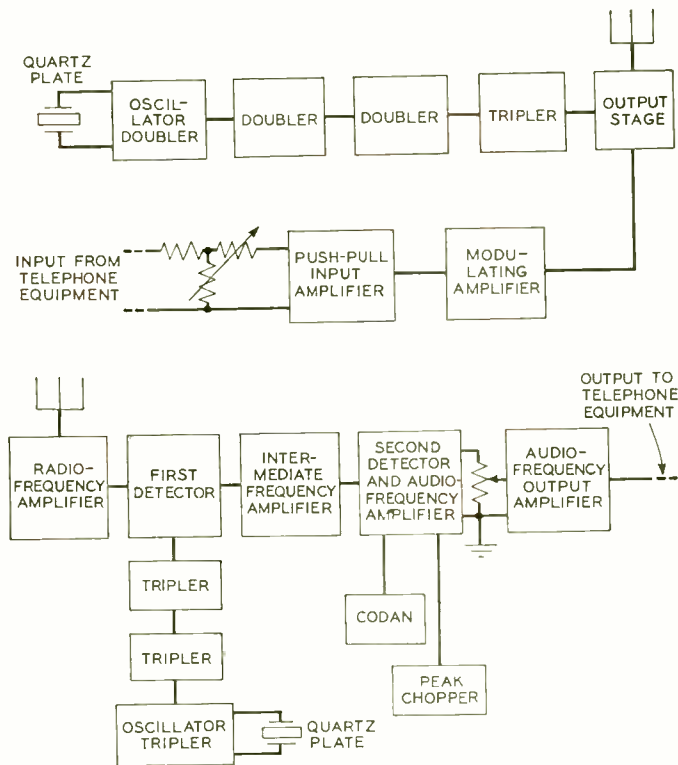 QUARTZ
PLATE
OSCIL-
LATOR
DOUBLER
DOUBLER
DOUBLER
TRIPLER
OUTPUT
STAGE
INPUT FROM
TELEPHONE
EQUIPMENT
PUSH-PULL
INPUT
AMPLIFIER
MODU-
LATING
AMPLIFIER
OUTPUT TO
TELEPHONE
EQUIPMENT
RADIO-
FREQUENCY
AMPLIFIER
FIRST
DETECTOR
INTER-
MEDIATE
FREQUENCY
AMPLIFIER
SECOND
DETECTOR
AND AUDIO-
FREQUENCY
AMPLIFIER
AUDIO-
FREQUENCY
OUTPUT
AMPLIFIER
TRIPLER
CODAN
TRIPLER
PEAK
CHOPPER
OSCILLATOR
TRIPLER
QUARTZ
PLATE